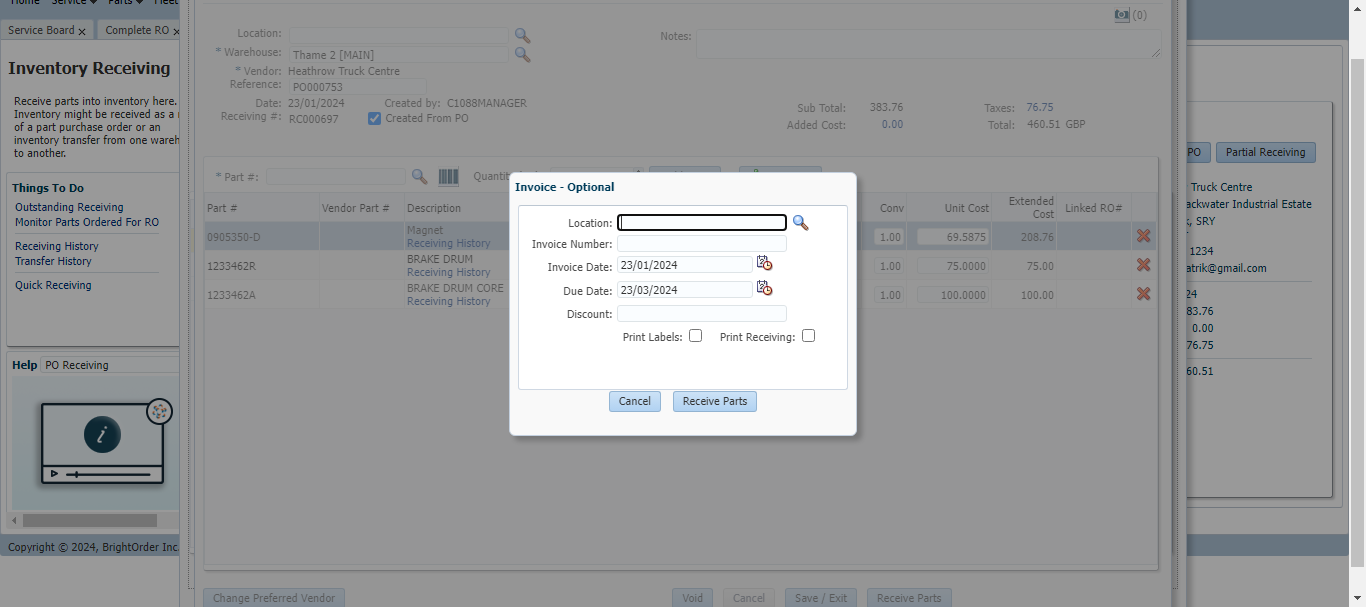 Home Service Parts Fleet
Service Board x Complete RO x
Inventory Receiving
Receive parts into inventory here.
Inventory might be received as a
of a part purchase order or an
inventory transfer from one
to another.
Things To Do
Outstanding Receiving
Monitor Parts Ordered For RO
Receiving History
Transfer History
Quick Receiving
Help PO Receiving
i
Copyright © 2024, BrightOrder Inc.
(0)
Location:
Notes:
* Warehouse: Thame 2 [MAIN]
* Vendor: Heathrow Truck Centre
Reference: PO000753
Date: 23/01/2024 Created by: C1088MANAGER
Receiving #: RC000697 Created From PO
Sub Total: 383.76 Taxes: 76.75
Added Cost: 0.00 Total: 460.51 GBP
* Part #:
Part # Vendor Part # Description Conv Unit Cost Extended Cost Linked RO#
0905350-D Magnet 1.00 69.5875 208.76
Receiving History
1233462R BRAKE DRUM 1.00 75.0000 75.00
Receiving History
1233462A BRAKE DRUM CORE 1.00 100.0000 100.00
Receiving History
Change Preferred Vendor Void Cancel Save / Exit Receive Parts
Invoice - Optional
Location:
Invoice Number:
Invoice Date: 23/01/2024
Due Date: 23/03/2024
Discount:
Print Labels: Print Receiving:
Cancel Receive Parts
PO Partial Receiving
Truck Centre
ackwater Industrial Estate
, SRY
1234
atrik@gmail.com
24
83.76
0.00
76.75
60.51